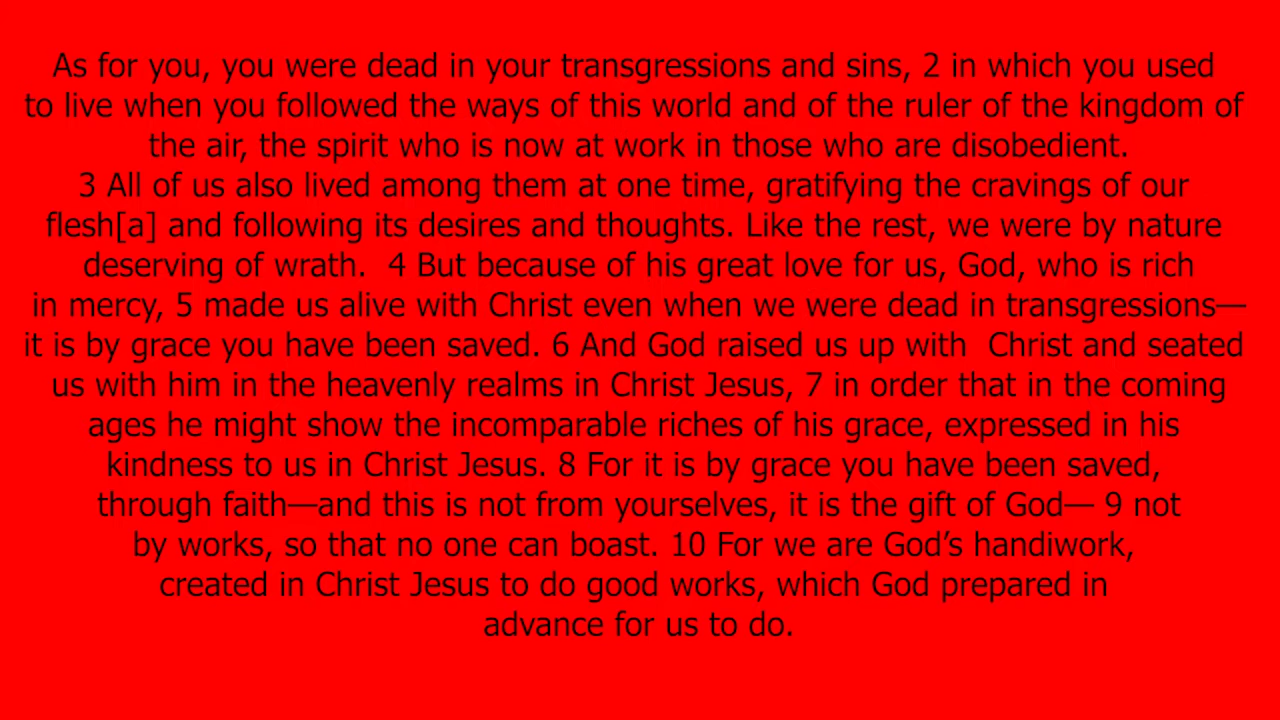 As for you, you were dead in your transgressions and sins, 2 in which you used
to live when you followed the ways of this world and of the ruler of the kingdom of
the air, the spirit who is now at work in those who are disobedient.
3 All of us also lived among them at one time, gratifying the cravings of our
flesh[a] and following its desires and thoughts. Like the rest, we were by nature
deserving of wrath.  4 But because of his great love for us, God, who is rich
in mercy, 5 made us alive with Christ even when we were dead in transgressions—
it is by grace you have been saved. 6 And God raised us up with  Christ and seated
us with him in the heavenly realms in Christ Jesus, 7 in order that in the coming
ages he might show the incomparable riches of his grace, expressed in his
kindness to us in Christ Jesus. 8 For it is by grace you have been saved,
through faith—and this is not from yourselves, it is the gift of God— 9 not
by works, so that no one can boast. 10 For we are God’s handiwork,
created in Christ Jesus to do good works, which God prepared in
advance for us to do.